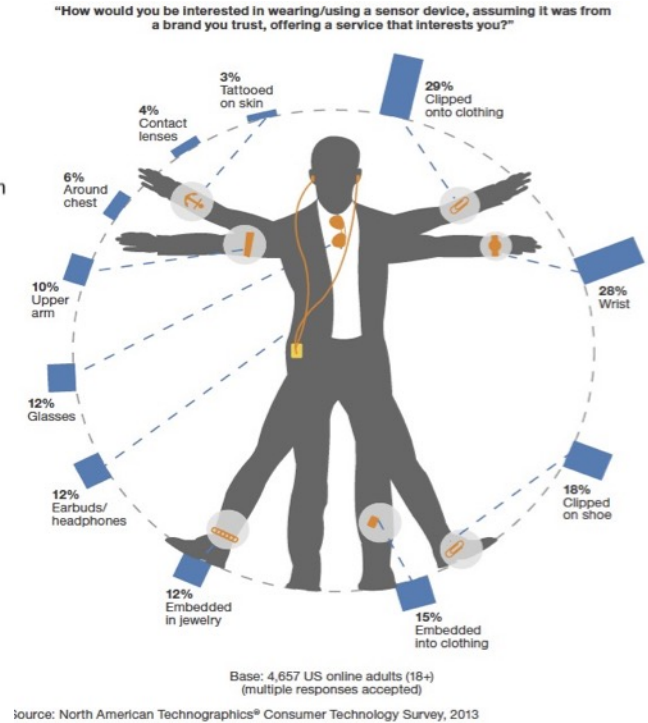 “How would you be interested in wearing/using a sensor device, assuming it was from
a brand you trust, offering a service that interests you?”
3%
Tattooed
on skin
29%
Clipped
onto clothing
4%
Contact
lenses
6%
Around
chest
10%
Upper
arm
28%
Wrist
12%
Glasses
12%
Earbuds/
headphones
18%
Clipped
on shoe
12%
Embedded
in jewelry
15%
Embedded
into clothing
Base: 4,657 US online adults (18+)
(multiple responses accepted)
Source: North American Technographics® Consumer Technology Survey, 2013